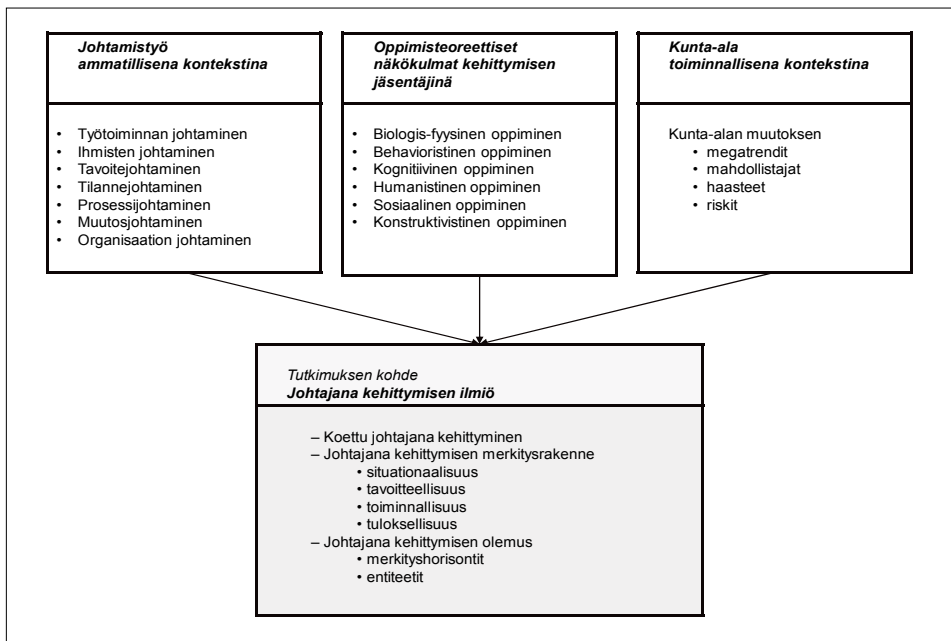 Johtamistyö
ammatillisena kontekstina
• Työtoiminnan johtaminen
• Ihmisten johtaminen
• Tavoitejohtaminen
• Tilannejohtaminen
• Prosessijohtaminen
• Muutosjohtaminen
• Organisaation johtaminen
Oppimisteoreettiset
näkökulmat kehittymisen
jäsentäjinä
• Biologis-fyysinen oppiminen
• Behavioristinen oppiminen
• Kognitiivinen oppiminen
• Humanistinen oppiminen
• Sosiaalinen oppiminen
• Konstruktivistinen oppiminen
Kunta-ala
toiminnallisena kontekstina
Kunta-alan muutoksen
• megatrendit
• mahdollistajat
• haasteet
• riskit
Tutkimuksen kohde
Johtajana kehittymisen ilmiö
– Koettu johtajana kehittyminen
– Johtajana kehittymisen merkitysrakenne
• situationaalisuus
• tavoitteellisuus
• toiminnallisuus
• tuloksellisuus
– Johtajana kehittymisen olemus
• merkityshorisontit
• entiteetit